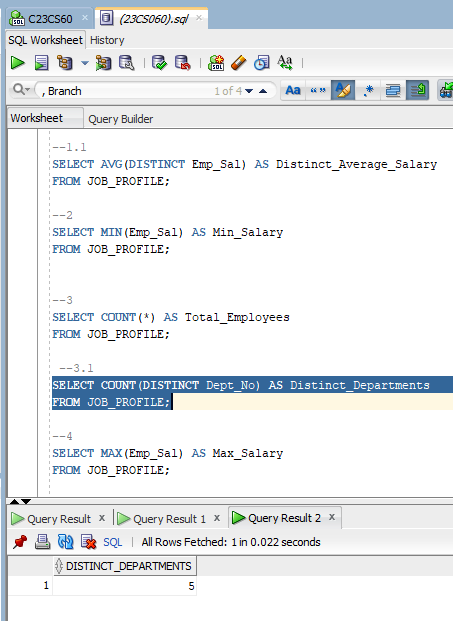 C23CS60
(23CS060).sql
SQL Worksheet History
, Branch 1 of 4 Aa
Worksheet Query Builder
--1.1
SELECT AVG(DISTINCT Emp_Sal) AS Distinct_Average_Salary
FROM JOB_PROFILE;
--2
SELECT MIN(Emp_Sal) AS Min_Salary
FROM JOB_PROFILE;
--3
SELECT COUNT(*) AS Total_Employees
FROM JOB_PROFILE;
--3.1
SELECT COUNT(DISTINCT Dept_No) AS Distinct_Departments
FROM JOB_PROFILE;
--4
SELECT MAX(Emp_Sal) AS Max_Salary
FROM JOB_PROFILE;
Query Result x Query Result 1 x Query Result 2 x
SQL | All Rows Fetched: 1 in 0.022 seconds
DISTINCT_DEPARTMENTS
1 5